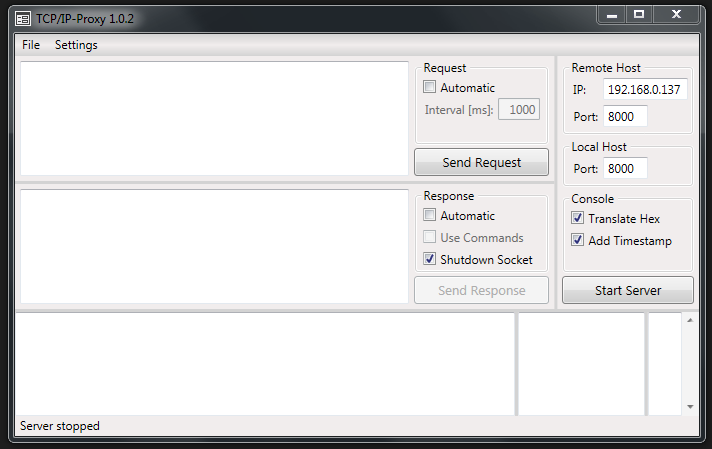 TCP/IP-Proxy 1.0.2
File Settings
Request
Automatic
Interval [ms]: 1000
Send Request
Response
Automatic
Use Commands
Shutdown Socket
Send Response
Remote Host
IP: 192.168.0.137
Port: 8000
Local Host
Port: 8000
Console
Translate Hex
Add Timestamp
Start Server
Server stopped